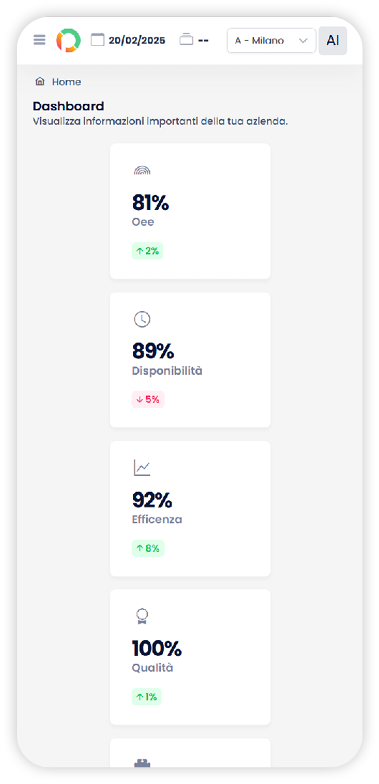 20/02/2025 -- A - Milano AI
Home
Dashboard
Visualizza informazioni importanti della tua azienda.
81%
Oee
↑ 2%
89%
Disponibilità
↓ 5%
92%
Efficenza
↑ 8%
100%
Qualità
↑ 1%